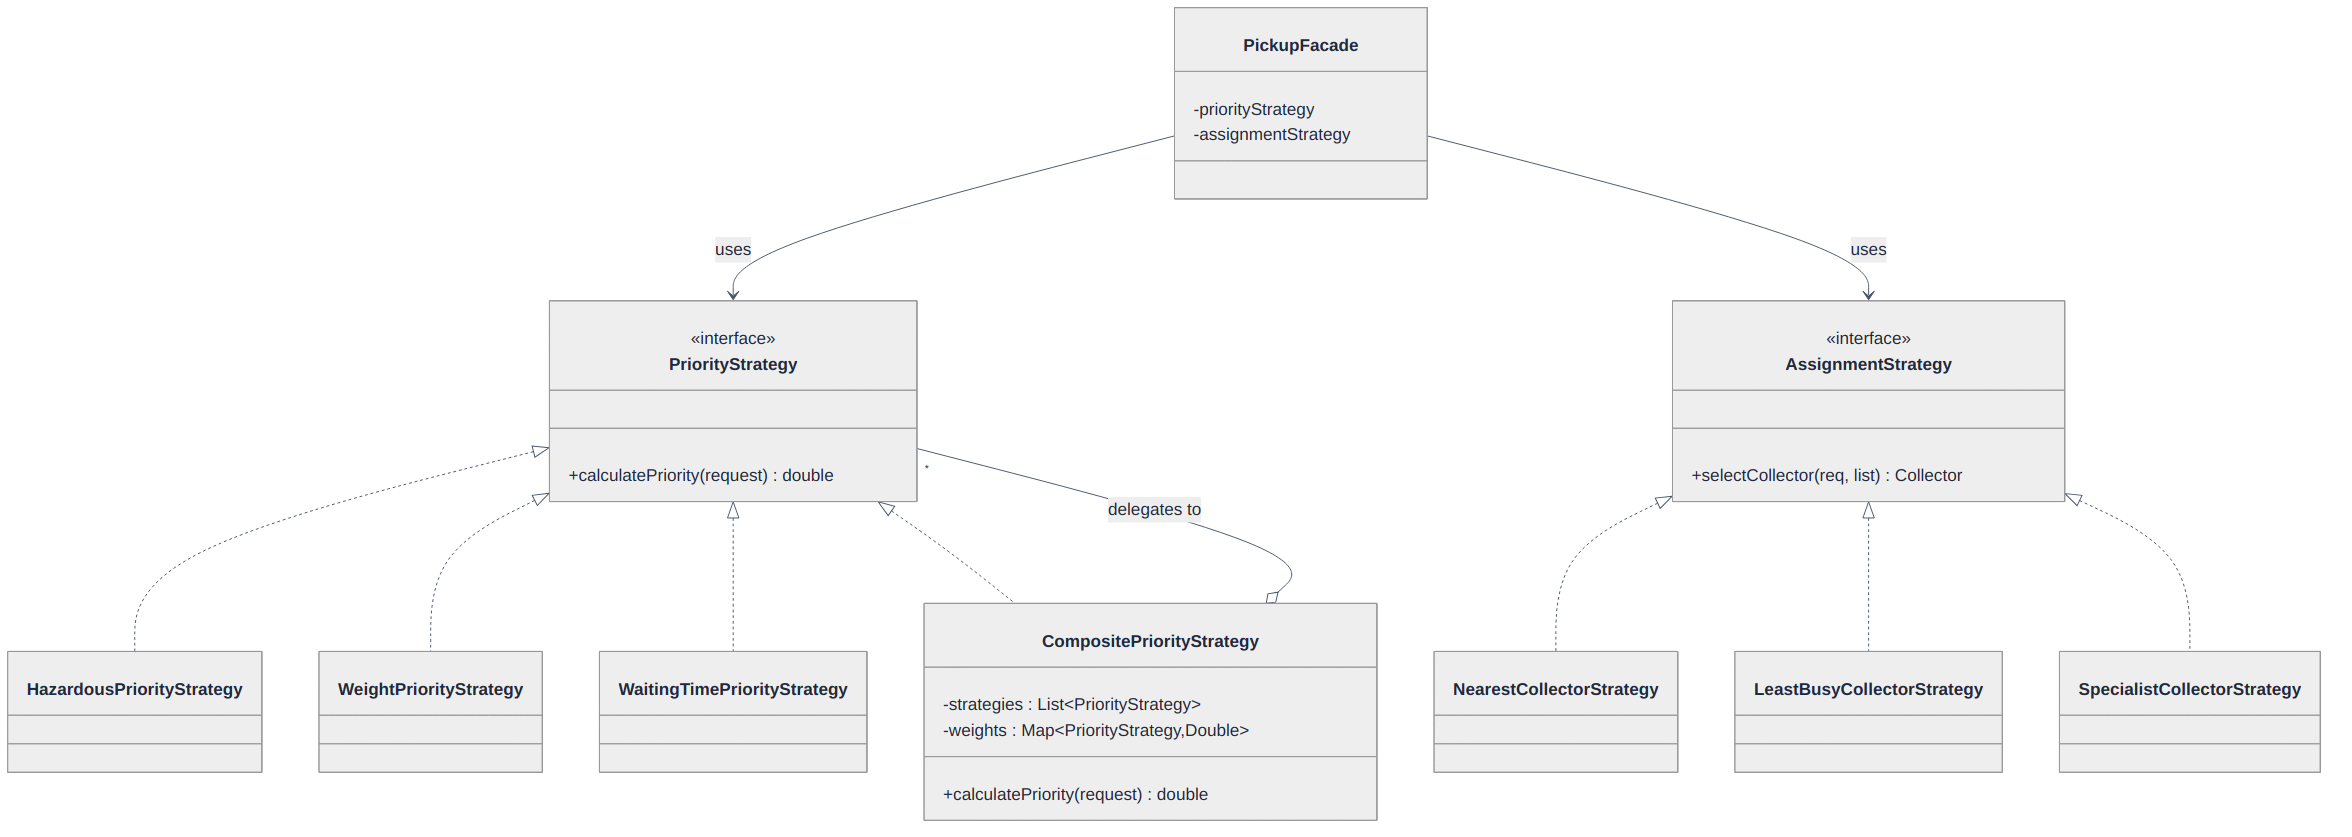 PickupFacade
-priorityStrategy
-assignmentStrategy
uses
uses
«interface»
PriorityStrategy
+calculatePriority(request) : double
«interface»
AssignmentStrategy
+selectCollector(req, list) : Collector
*
delegates to
HazardousPriorityStrategy
WeightPriorityStrategy
WaitingTimePriorityStrategy
CompositePriorityStrategy
-strategies : List<PriorityStrategy>
-weights : Map<PriorityStrategy,Double>
+calculatePriority(request) : double
NearestCollectorStrategy
LeastBusyCollectorStrategy
SpecialistCollectorStrategy